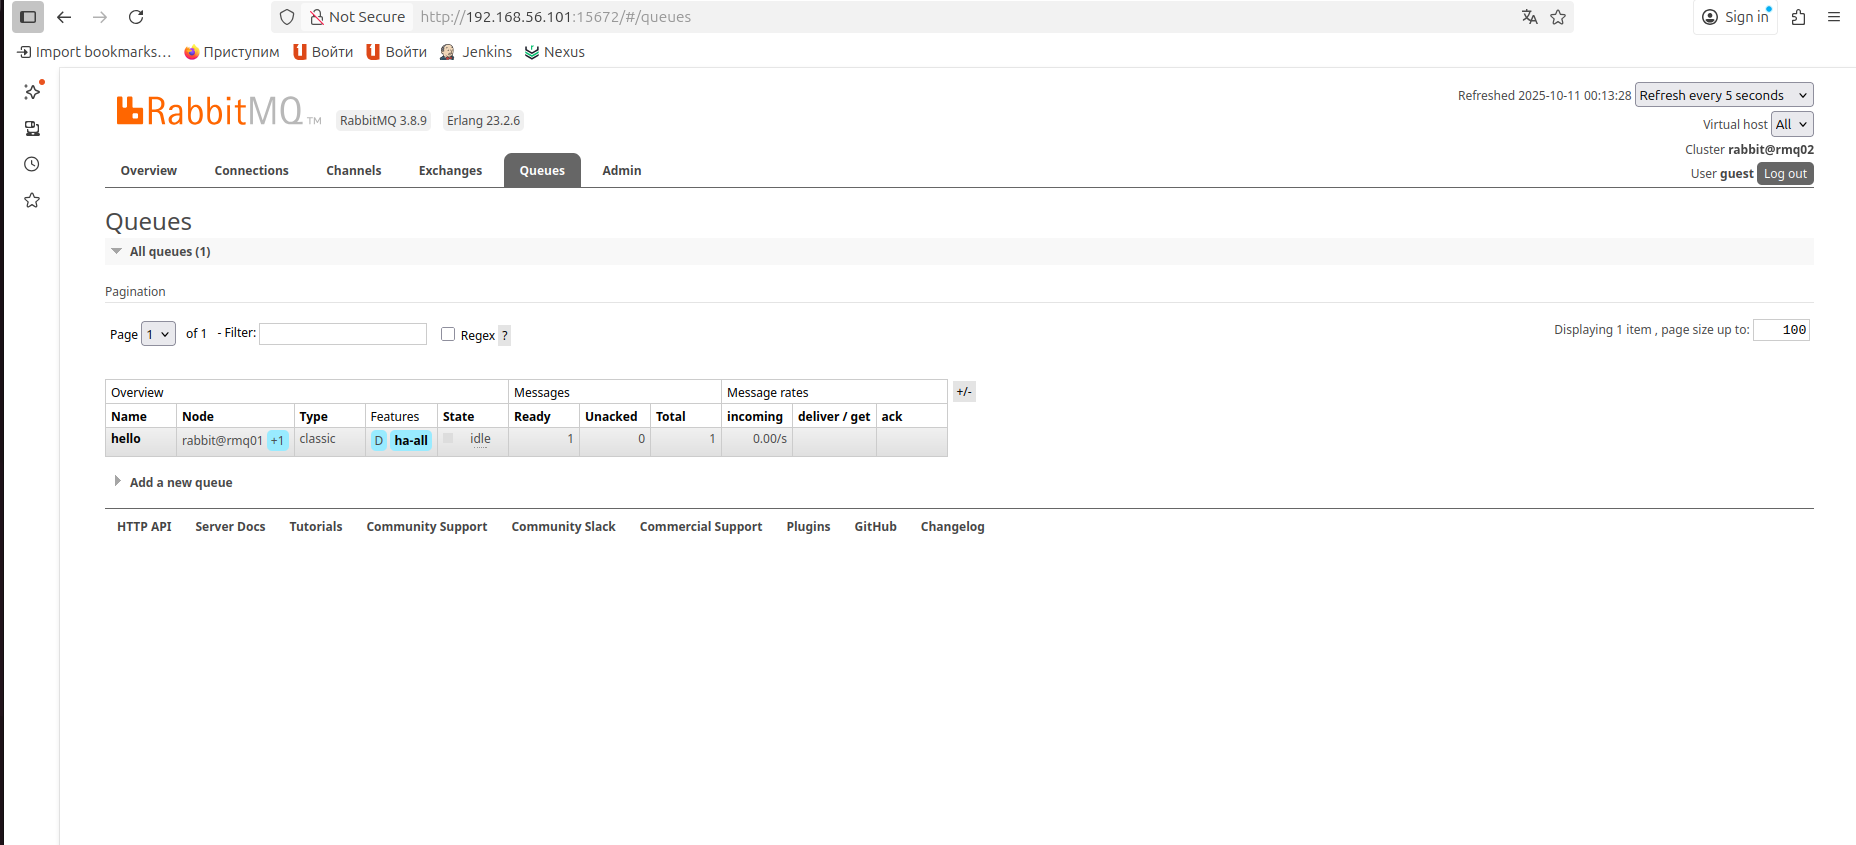 Not Secure http://192.168.56.101:15672/#/queues Sign in
Import bookmarks... Приступим Войти Войти Jenkins Nexus
RabbitMQ TM RabbitMQ 3.8.9 Erlang 23.2.6
Refreshed 2025-10-11 00:13:28 Refresh every 5 seconds
Virtual host All
Cluster rabbit@rmq02
User guest Log out
Overview Connections Channels Exchanges Queues Admin
Queues
All queues (1)
Pagination
Page 1 of 1 - Filter: Regex ? Displaying 1 item , page size up to: 100
Overview Messages Message rates +/-
Name Node Type Features State Ready Unacked Total incoming deliver / get ack
hello rabbit@rmq01 +1 classic D ha-all idle 1 0 1 0.00/s
Add a new queue
HTTP API Server Docs Tutorials Community Support Community Slack Commercial Support Plugins GitHub Changelog